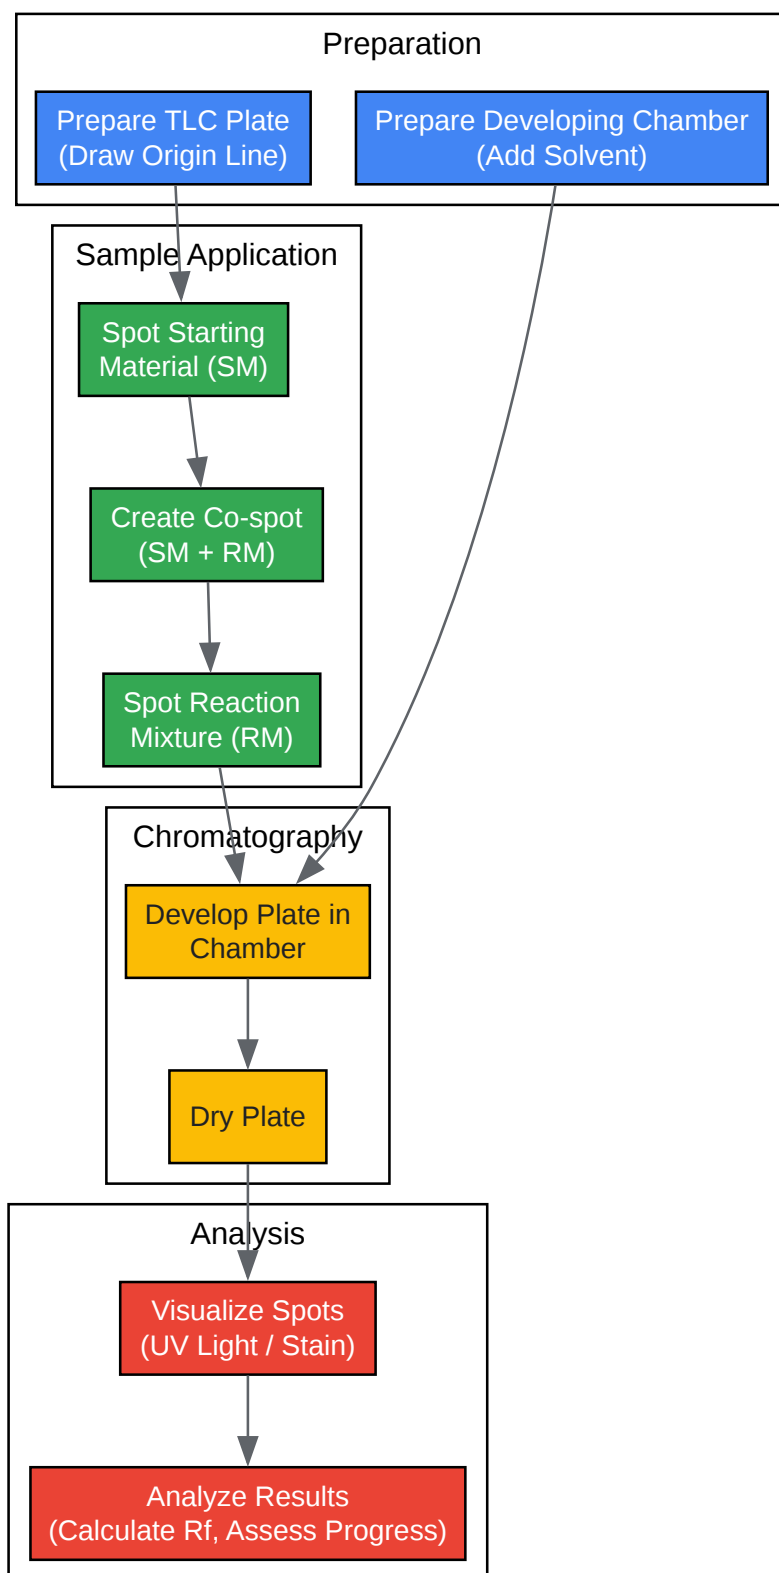 Preparation
Prepare TLC Plate
(Draw Origin Line)
Prepare Developing Chamber
(Add Solvent)
Sample Application
Spot Starting
Material (SM)
Create Co-spot
(SM + RM)
Spot Reaction
Mixture (RM)
Chromatography
Develop Plate in
Chamber
Dry Plate
Analysis
Visualize Spots
(UV Light / Stain)
Analyze Results
(Calculate Rf, Assess Progress)